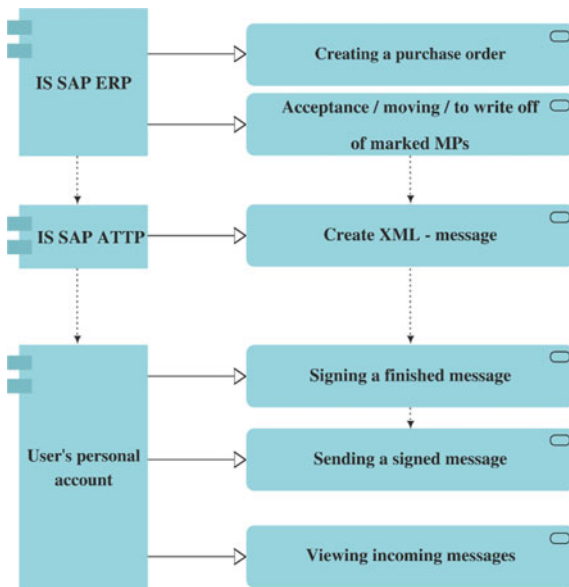 IS SAP ERP
Creating a purchase order
Acceptance / moving / to write off
of marked MPs
IS SAP ATTP
Create XML - message
User's personal
account
Signing a finished message
Sending a signed message
Viewing incoming messages